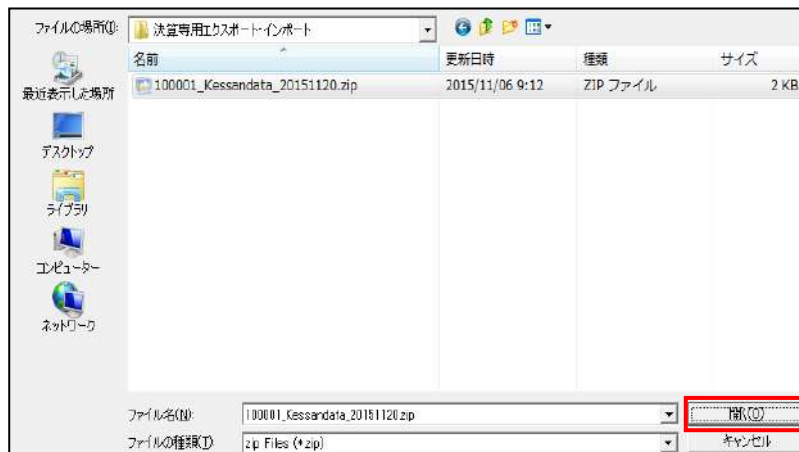 ファイルの場所(I):
決算専用エクスポート・インポート
名前
更新日時
種類
サイズ
100001_Kessandata_20151120.zip
2015/11/06 9:12
ZIP ファイル
2 KB
最近表示した場所
デスクトップ
ライブラリ
コンピューター
ネットワーク
ファイル名(N):
100001_Kessandata_20151120.zip
開く(O)
ファイルの種類(T):
zip Files (*.zip)
キャンセル